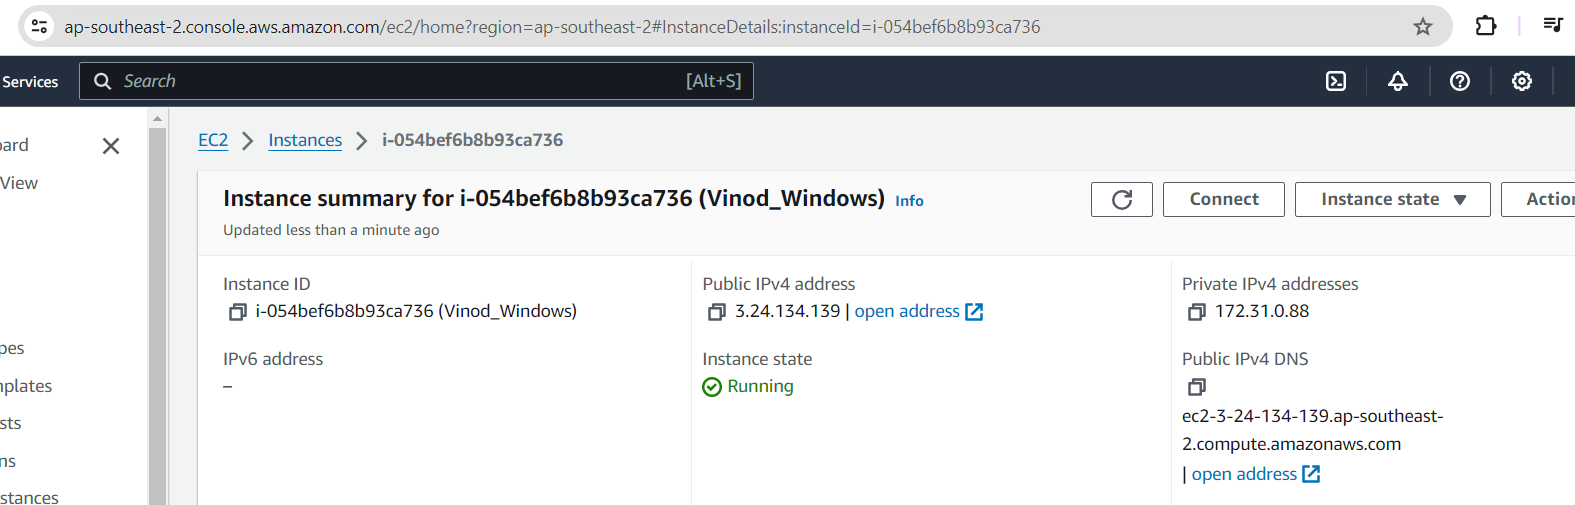 ap-southeast-2.console.aws.amazon.com/ec2/home?region=ap-southeast-2#InstanceDetails:instanceId=i-054bef6b8b93ca736
Services
Search
[Alt+S]
ard
View
pes
nplates
sts
ns
stances
EC2 > Instances > i-054bef6b8b93ca736
Instance summary for i-054bef6b8b93ca736 (Vinod_Windows) Info
Updated less than a minute ago
Connect
Instance state
Action
Instance ID
i-054bef6b8b93ca736 (Vinod_Windows)
IPv6 address
–
Public IPv4 address
3.24.134.139 | open address
Instance state
Running
Private IPv4 addresses
172.31.0.88
Public IPv4 DNS
ec2-3-24-134-139.ap-southeast-
2.compute.amazonaws.com
| open address